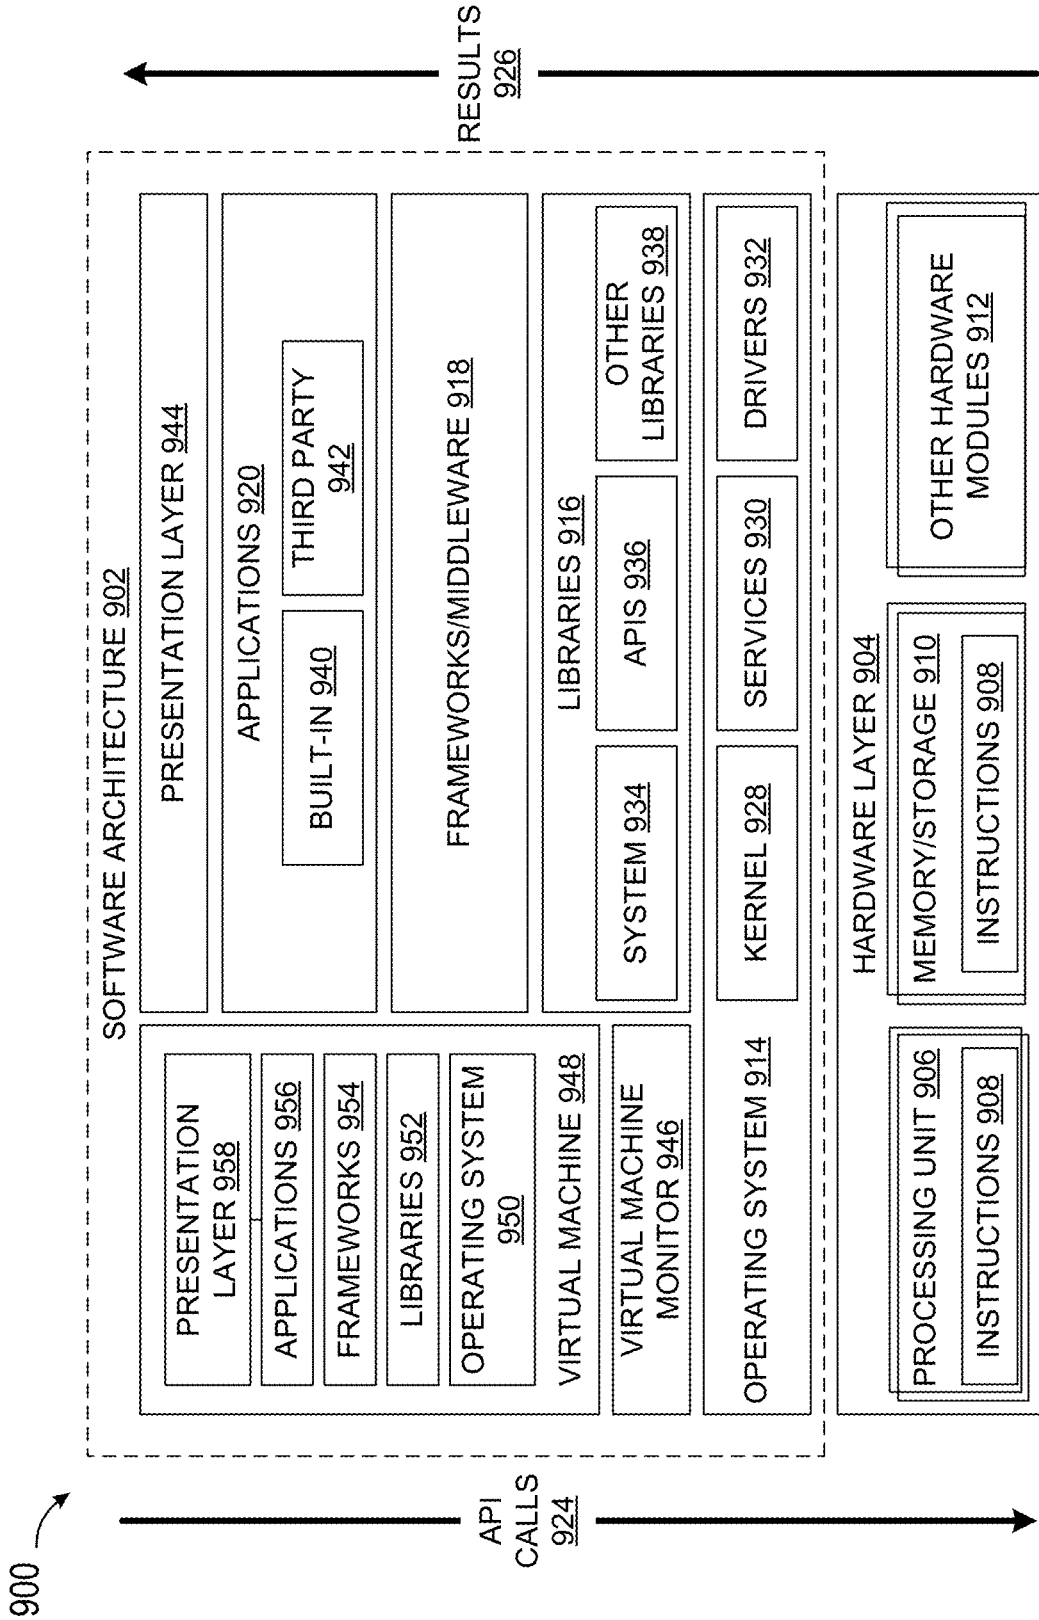 900
SOFTWARE ARCHITECTURE 902
PRESENTATION
LAYER 958
APPLICATIONS 956
FRAMEWORKS 954
LIBRARIES 952
OPERATING SYSTEM
950
VIRTUAL MACHINE 948
VIRTUAL MACHINE
MONITOR 946
PRESENTATION LAYER 944
APPLICATIONS 920
BUILT-IN 940
THIRD PARTY
942
FRAMEWORKS/MIDDLEWARE 918
LIBRARIES 916
SYSTEM 934
APIS 936
OTHER
LIBRARIES 938
OPERATING SYSTEM 914
KERNEL 928
SERVICES 930
DRIVERS 932
HARDWARE LAYER 904
PROCESSING UNIT 906
INSTRUCTIONS 908
MEMORY/STORAGE 910
INSTRUCTIONS 908
OTHER HARDWARE
MODULES 912
API
CALLS
924
RESULTS
926